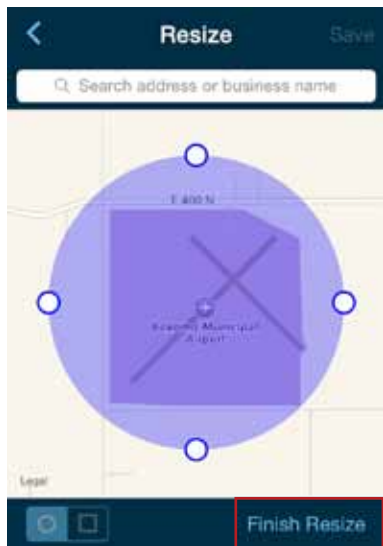 Resize
Save
Search address or business name
E 400 N
Municipal
Airport
Legal
Finish Resize